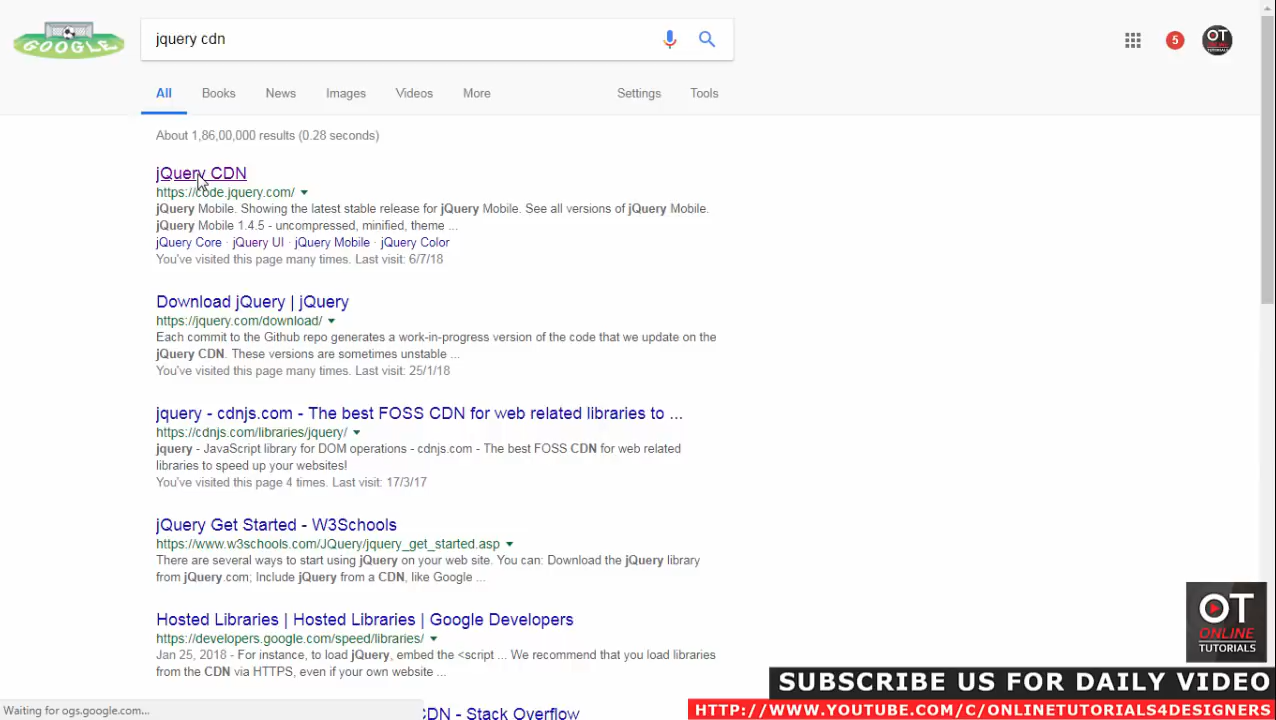 GOOGLE
jquery cdn
5
OT
ONLINE
TUTORIALS
All Books News Images Videos More Settings Tools
About 1,86,00,000 results (0.28 seconds)
jQuery CDN
https://code.jquery.com/
jQuery Mobile. Showing the latest stable release for jQuery Mobile. See all versions of jQuery Mobile.
jQuery Mobile 1.4.5 - uncompressed, minified, theme ...
jQuery Core · jQuery UI · jQuery Mobile · jQuery Color
You've visited this page many times. Last visit: 6/7/18
Download jQuery | jQuery
https://jquery.com/download/
Each commit to the Github repo generates a work-in-progress version of the code that we update on the
jQuery CDN. These versions are sometimes unstable ...
You've visited this page many times. Last visit: 25/1/18
jquery - cdnjs.com - The best FOSS CDN for web related libraries to ...
https://cdnjs.com/libraries/jquery/
jquery - JavaScript library for DOM operations - cdnjs.com - The best FOSS CDN for web related
libraries to speed up your websites!
You've visited this page 4 times. Last visit: 17/3/17
jQuery Get Started - W3Schools
https://www.w3schools.com/JQuery/jquery_get_started.asp
There are several ways to start using jQuery on your web site. You can: Download the jQuery library
from jQuery.com; Include jQuery from a CDN, like Google ...
Hosted Libraries | Hosted Libraries | Google Developers
https://developers.google.com/speed/libraries/
Jan 25, 2018 - For instance, to load jQuery, embed the <script ... We recommend that you load libraries
from the CDN via HTTPS, even if your own website ...
CDN - Stack Overflow
Waiting for ogs.google.com...
OT
ONLINE
TUTORIALS
SUBSCRIBE US FOR DAILY VIDEO
HTTP://WWW.YOUTUBE.COM/C/ONLINETUTORIALS4DESIGNERS